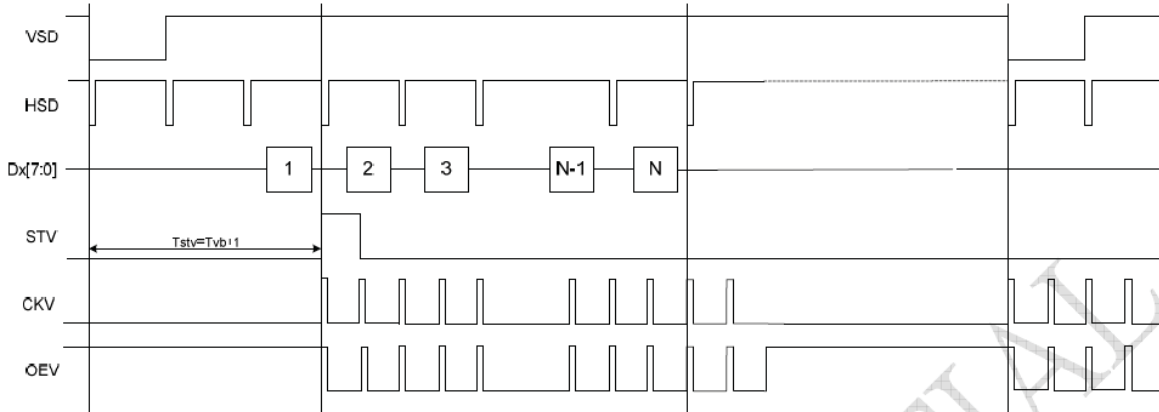 VSD
HSD
Dx[7:0]
1
2
3
N-1
N
STV
Tstv=Tvb+1
CKV
OEV